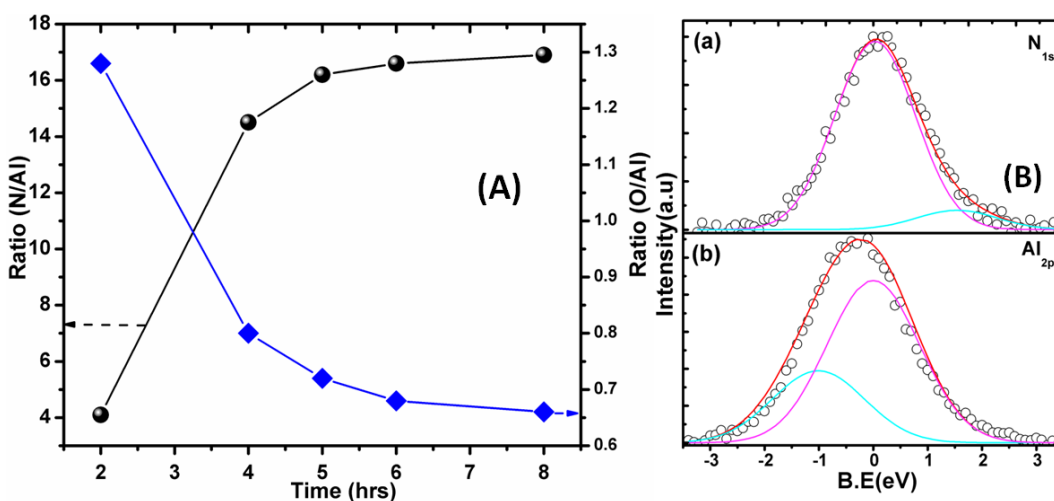 18
16
14
12
10
8
6
4
Ratio (N/Al)
2
3
4
5
6
7
8
Time (hrs)
(A)
1.3
1.2
1.1
1.0
0.9
0.8
0.7
0.6
Ratio (O/Al)
(a)
N1s
(B)
Intensity(a.u)
(b)
Al2p
-3
-2
-1
0
1
2
3
B.E(eV)